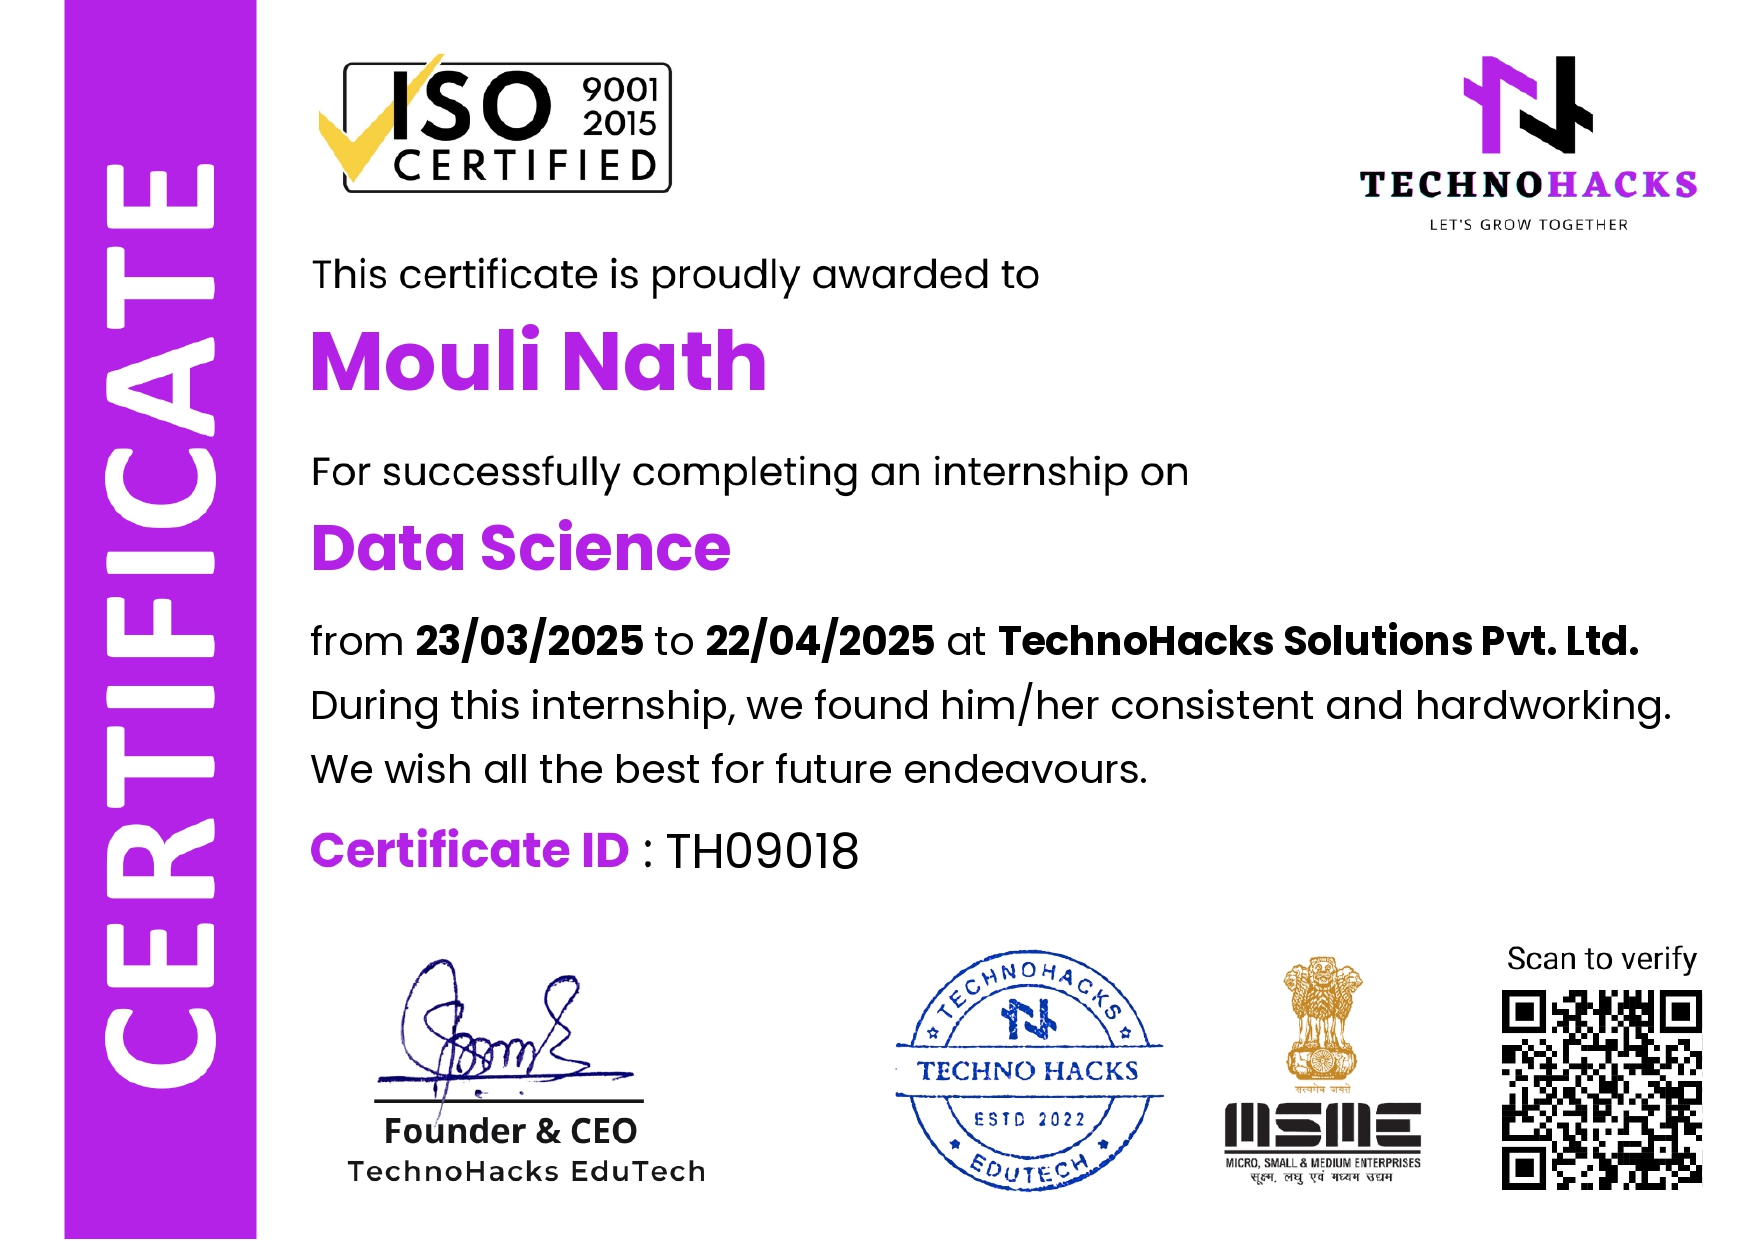 CERTIFICATE
ISO 9001 2015
CERTIFIED
TECHNOHACKS
LET'S GROW TOGETHER
This certificate is proudly awarded to
Mouli Nath
For successfully completing an internship on
Data Science
from 23/03/2025 to 22/04/2025 at TechnoHacks Solutions Pvt. Ltd.
During this internship, we found him/her consistent and hardworking.
We wish all the best for future endeavours.
Certificate ID : TH09018
Founder & CEO
TechnoHacks EduTech
TECHNOHACKS
TECHNO HACKS
ESTD 2022
EDUTECH
सत्यमेव जयते
MSME
MICRO, SMALL & MEDIUM ENTERPRISES
सूक्ष्म, लघु एवं मध्यम उद्यम
Scan to verify